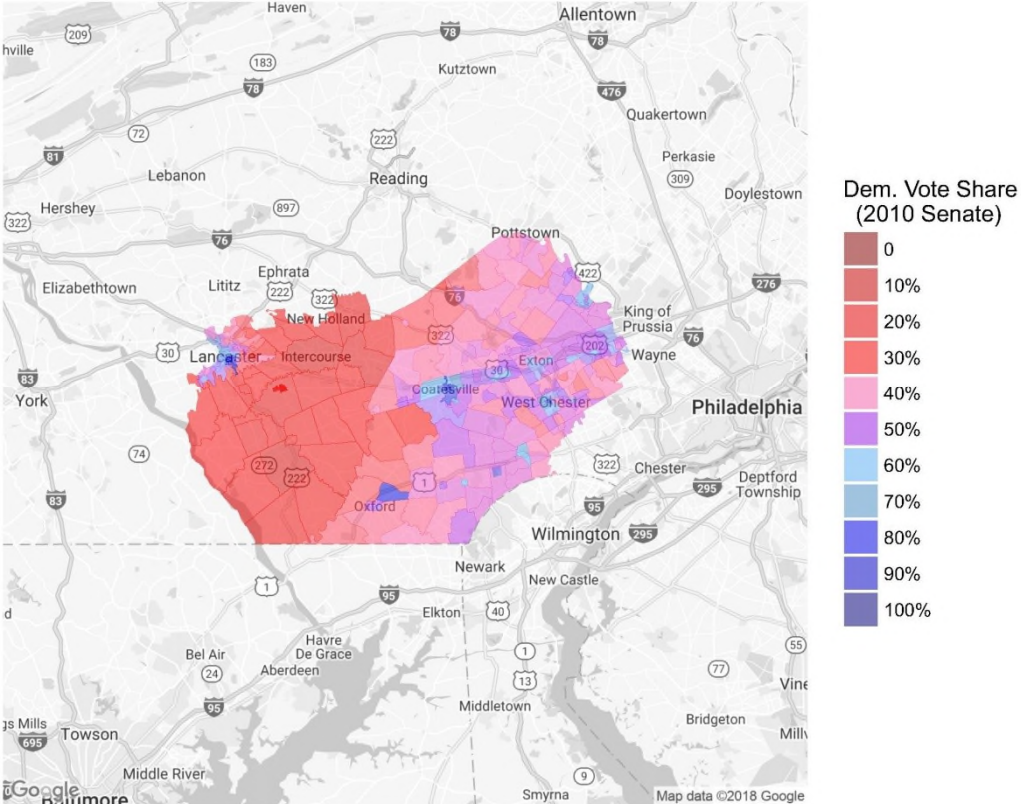 Haven
Allentown
209
78
78
hville
183
Kutztown
78
476
Quakertown
72
222
81
Perkasie
309
Lebanon
Reading
Doylestown
Hershey
897
322
76
Pottstown
Ephrata
422
Elizabethtown
Lititz
222
322
76
276
New Holland
King of
Prussia
322
76
30
Lancaster
Intercourse
202
Wayne
Exton
30
83
York
Coatesville
West Chester
Philadelphia
74
272
222
1
322
Chester
Deptford
Township
295
83
Oxford
95
Wilmington
295
Newark
New Castle
1
95
d
Elkton
40
Havre
De Grace
Bel Air
24
Aberdeen
1
55
77
13
95
Vine
Middletown
gs Mills
695
Towson
Bridgeton
Millv
Middle River
9
Google
Baltimore
Smyrna
Map data ©2018 Google
Dem. Vote Share
(2010 Senate)
0
10%
20%
30%
40%
50%
60%
70%
80%
90%
100%